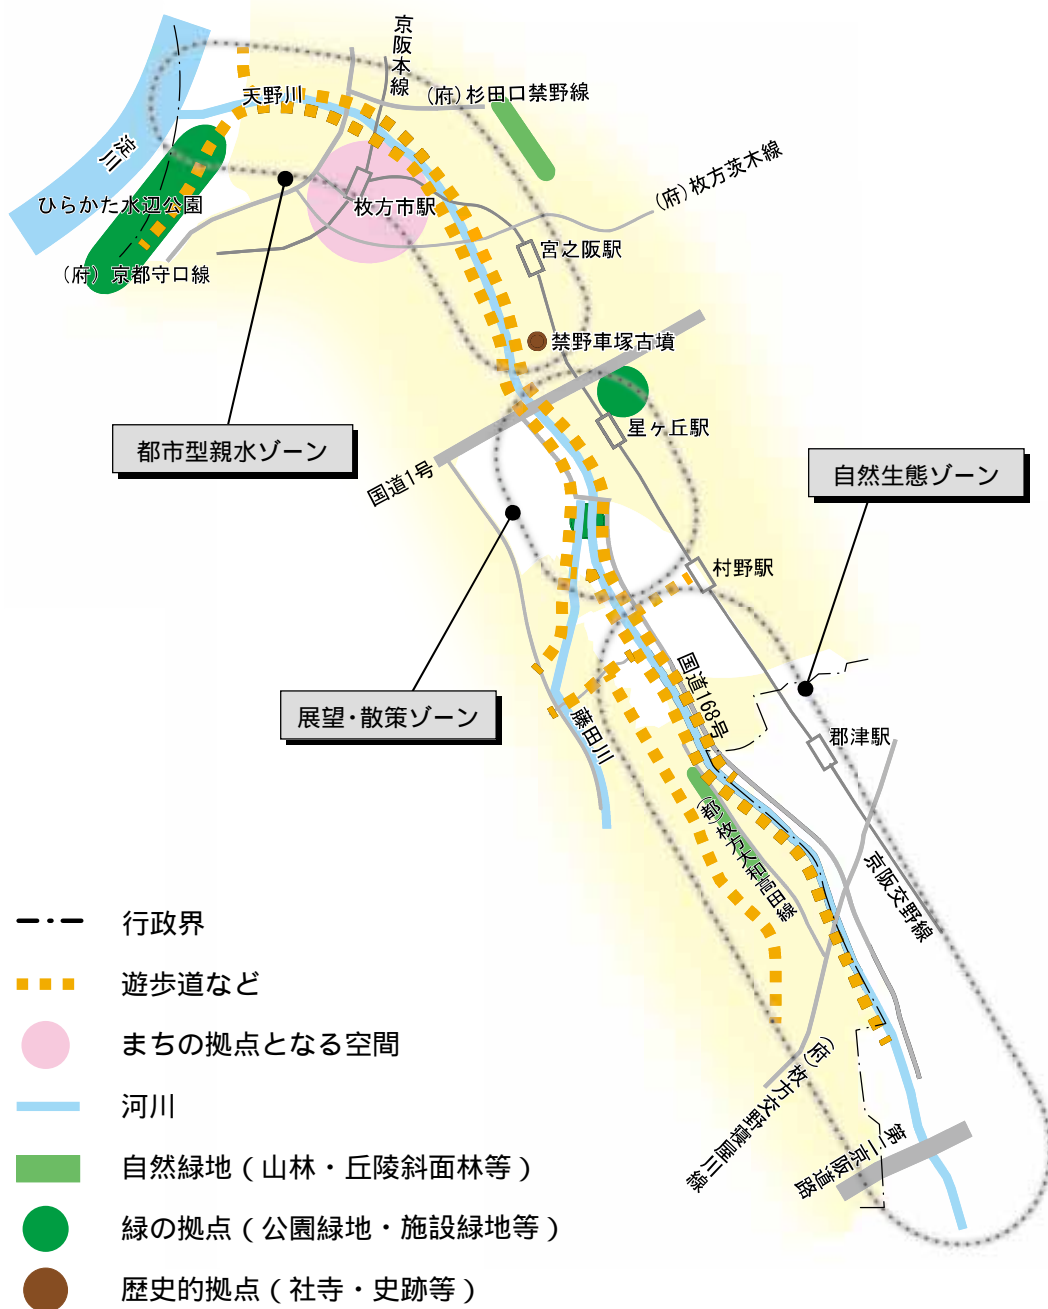 京阪本線
天野川
(府)杉田口禁野線
淀川
(府)枚方茨木線
ひらかた水辺公園
枚方市駅
宮之阪駅
(府)京都守口線
禁野車塚古墳
都市型親水ゾーン
星ヶ丘駅
国道1号
自然生態ゾーン
村野駅
展望・散策ゾーン
国道168号
藤田川
郡津駅
(都)枚方大和高田線
京阪交野線
行政界
遊歩道など
まちの拠点となる空間
(府)枚方交野寝屋川線
河川
第二京阪道路
自然緑地(山林・丘陵斜面林等)
緑の拠点(公園緑地・施設緑地等)
歴史的拠点(社寺・史跡等)